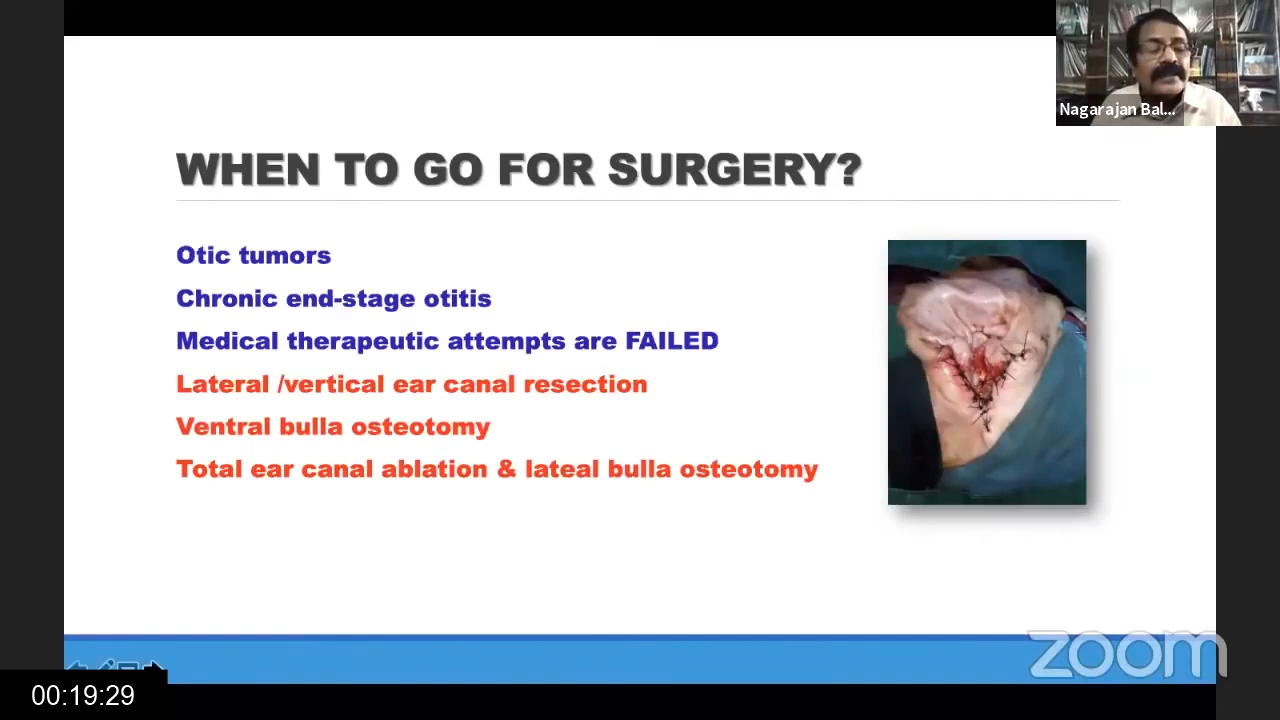 Nagarajan Bal...
WHEN TO GO FOR SURGERY?
Otic tumors
Chronic end-stage otitis
Medical therapeutic attempts are FAILED
Lateral /vertical ear canal resection
Ventral bulla osteotomy
Total ear canal ablation & lateal bulla osteotomy
zoom
00:19:29